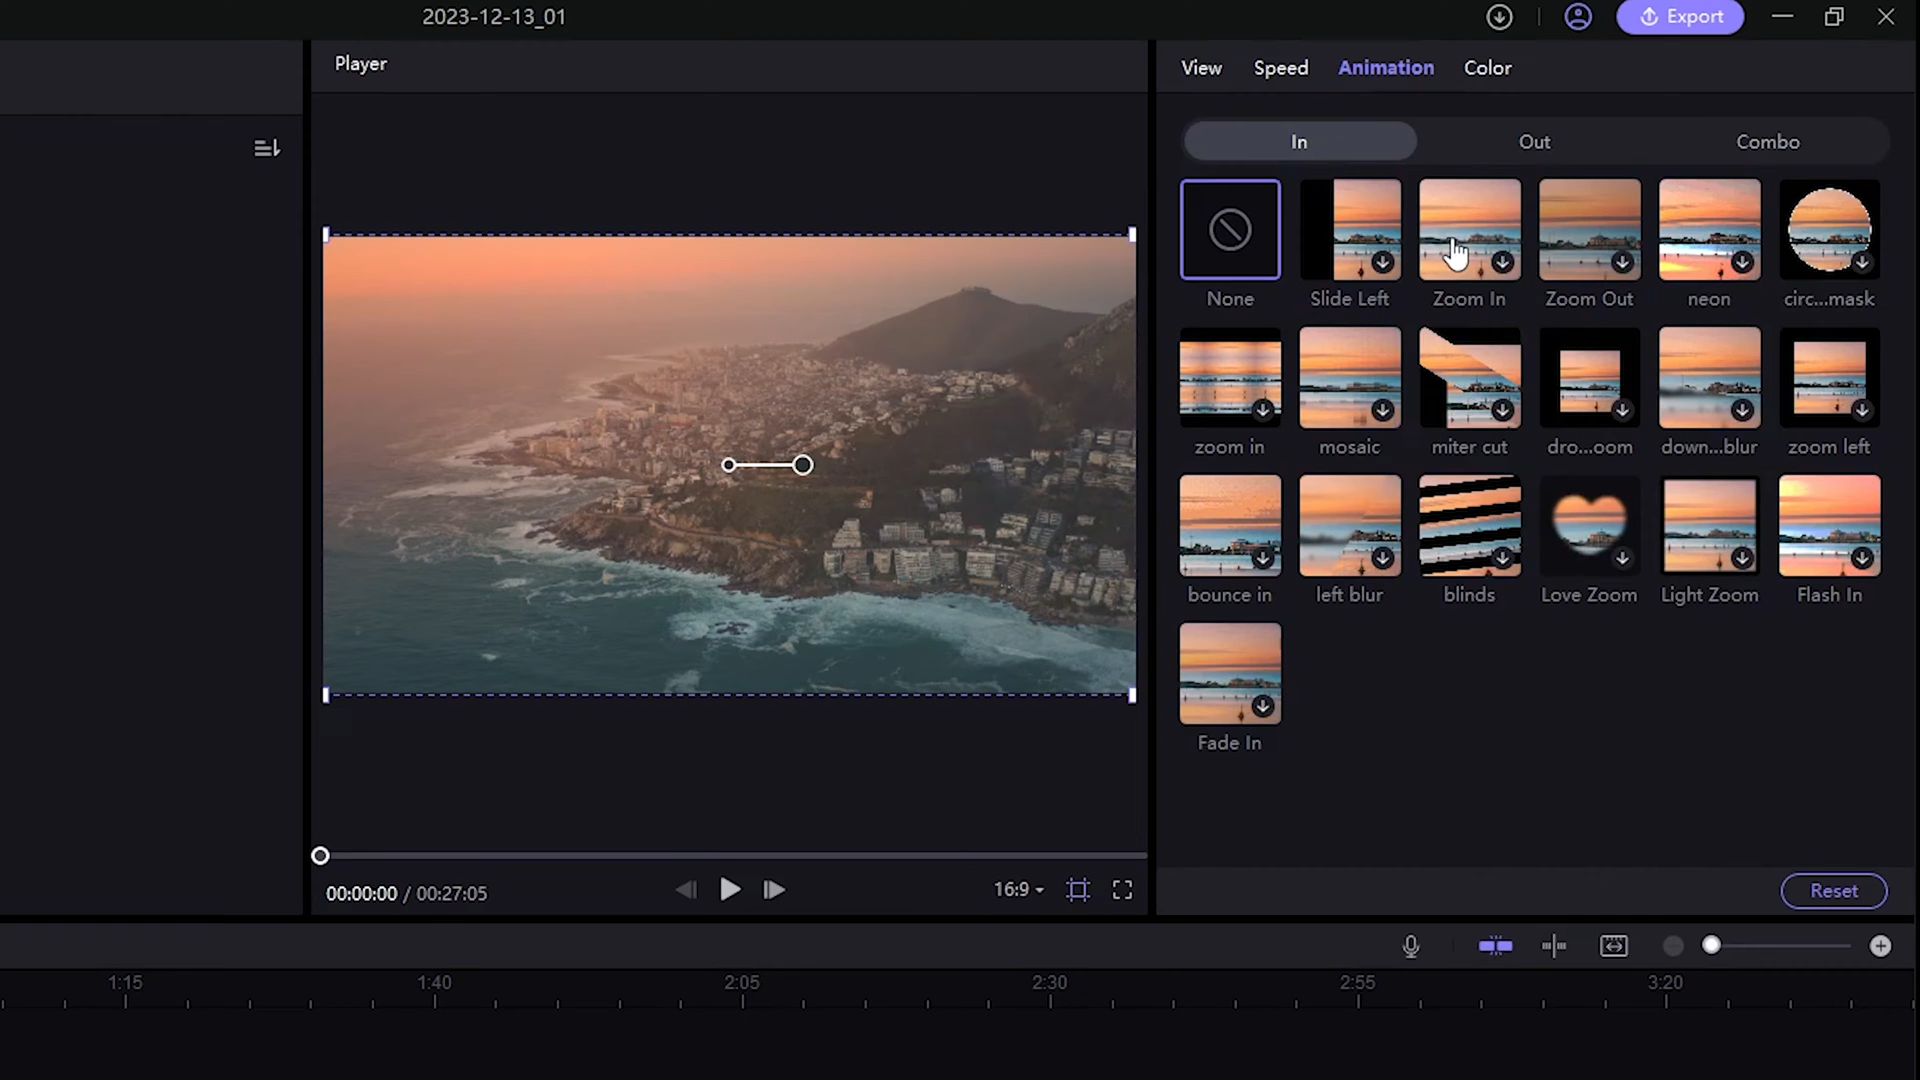 2023-12-13_01
Export
Player
View Speed Animation Color
In Out Combo
None Slide Left Zoom In Zoom Out neon circ...mask
zoom in mosaic miter cut dro...oom down...blur zoom left
bounce in left blur blinds Love Zoom Light Zoom Flash In
Fade In
00:00:00 / 00:27:05
16:9
Reset
1:15 1:40 2:05 2:30 2:55 3:20